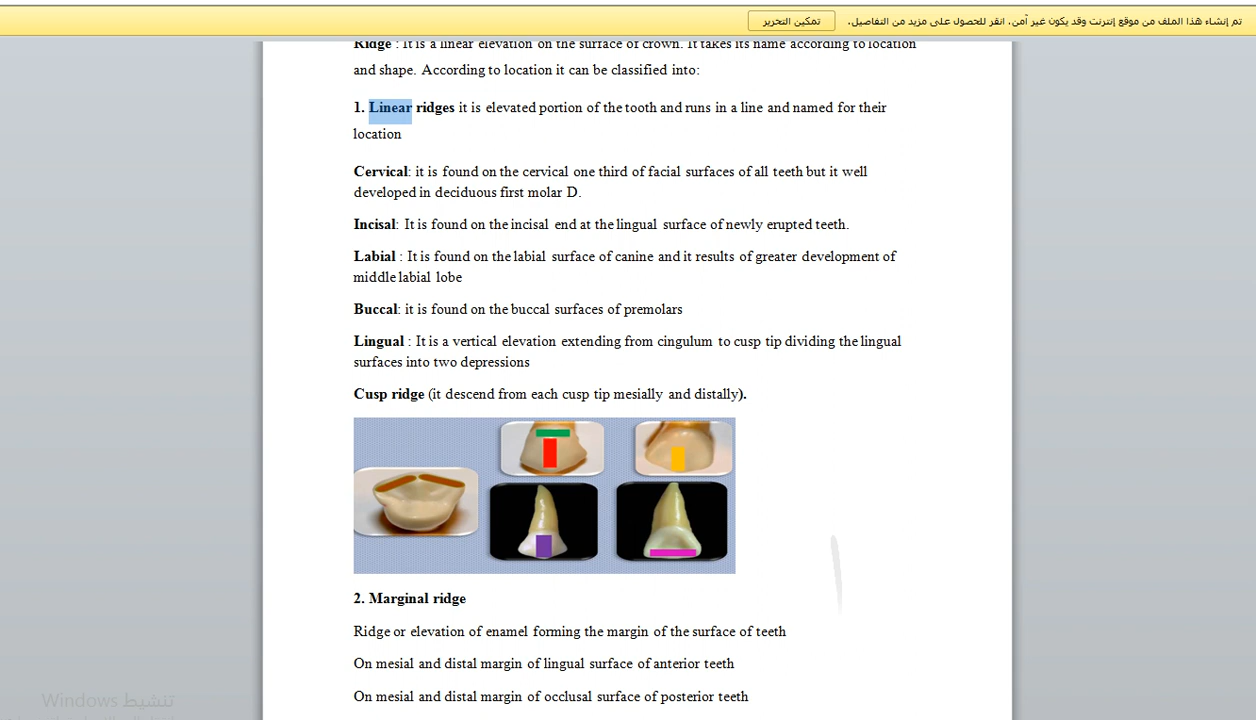 تم إنشاء هذا الملف من موقع إنترنت وقد يكون غير آمن. انقر للحصول على مزيد من التفاصيل.
تمكين التحرير
Ridge : It is a linear elevation on the surface of crown. It takes its name according to location
and shape. According to location it can be classified into:
1. Linear ridges it is elevated portion of the tooth and runs in a line and named for their
location
Cervical: it is found on the cervical one third of facial surfaces of all teeth but it well
developed in deciduous first molar D.
Incisal: It is found on the incisal end at the lingual surface of newly erupted teeth.
Labial : It is found on the labial surface of canine and it results of greater development of
middle labial lobe
Buccal: it is found on the buccal surfaces of premolars
Lingual : It is a vertical elevation extending from cingulum to cusp tip dividing the lingual
surfaces into two depressions
Cusp ridge (it descend from each cusp tip mesially and distally).
2. Marginal ridge
Ridge or elevation of enamel forming the margin of the surface of teeth
On mesial and distal margin of lingual surface of anterior teeth
On mesial and distal margin of occlusal surface of posterior teeth
تنشيط Windows